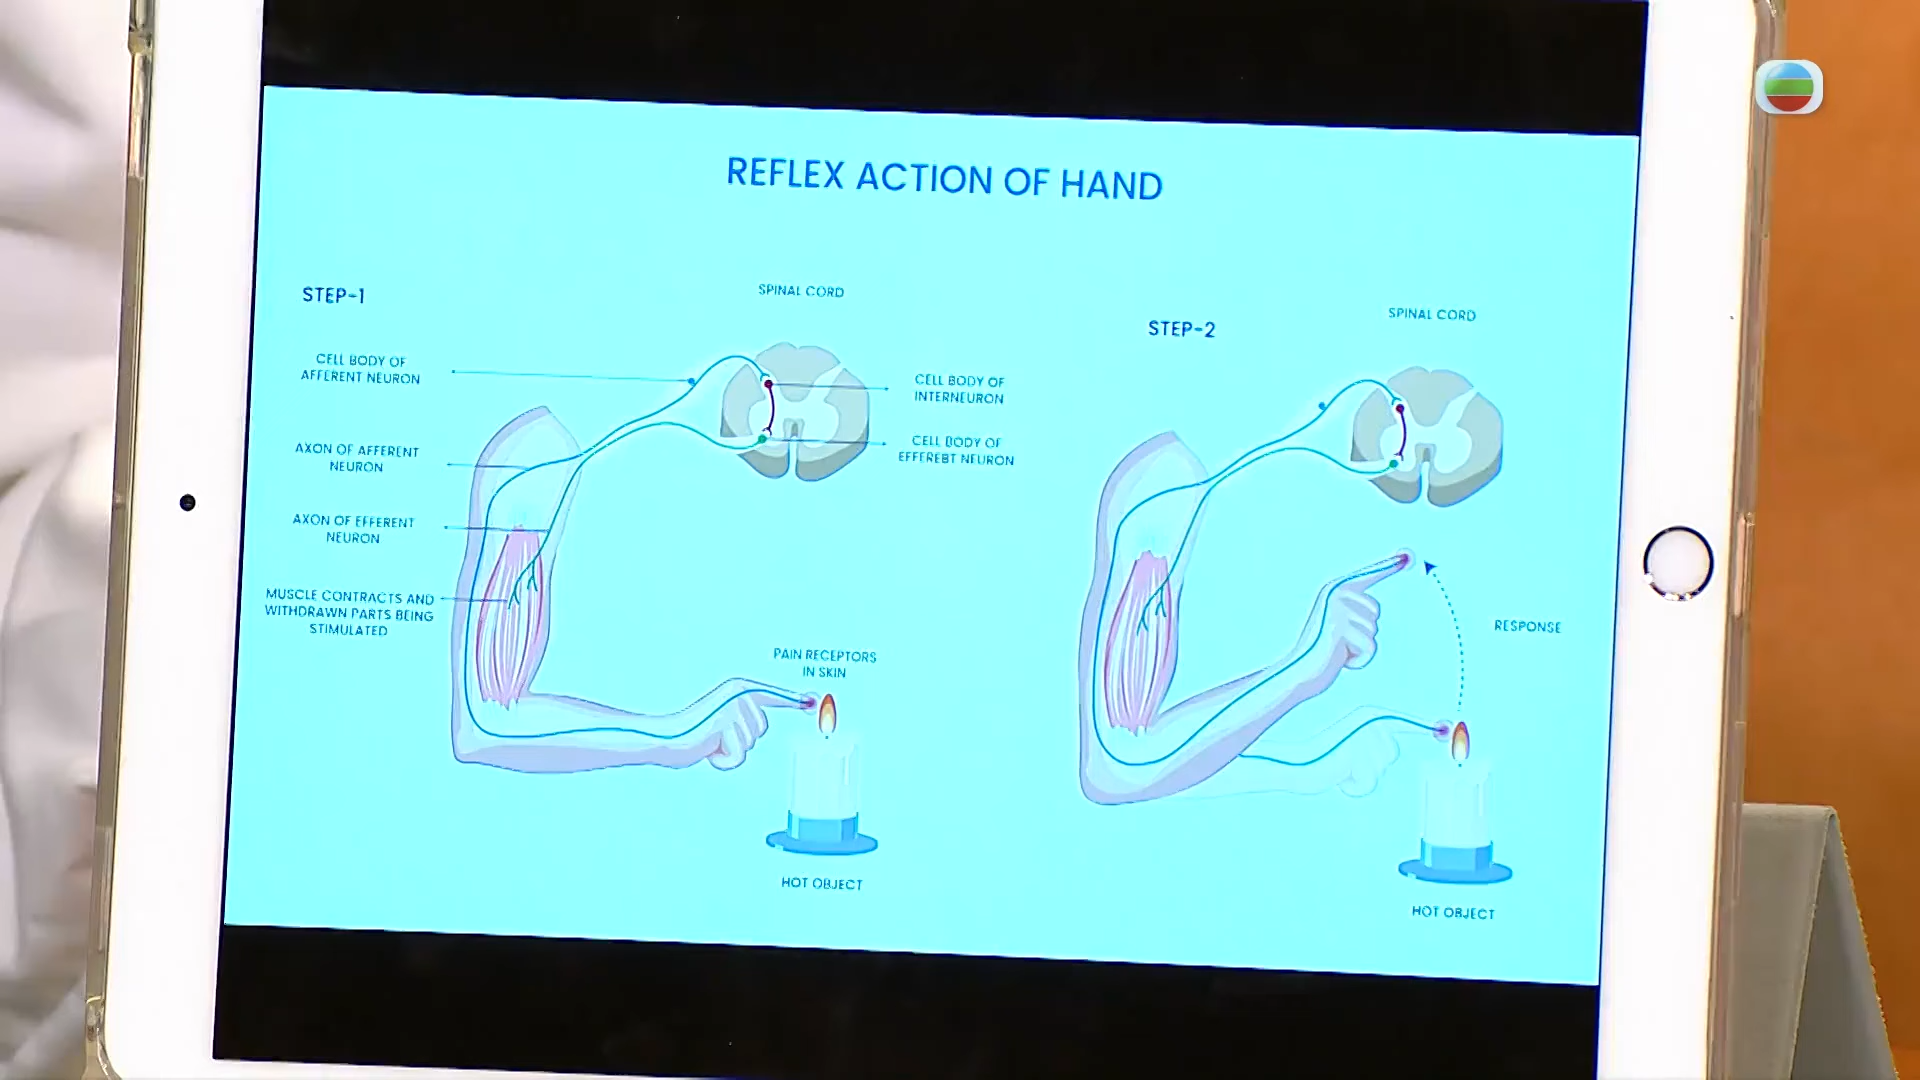 REFLEX ACTION OF HAND
STEP-1
SPINAL CORD
CELL BODY OF
AFFERENT NEURON
CELL BODY OF
INTERNEURON
CELL BODY OF
EFFEREBT NEURON
AXON OF AFFERENT
NEURON
AXON OF EFFERENT
NEURON
MUSCLE CONTRACTS AND
WITHDRAWN PARTS BEING
STIMULATED
PAIN RECEPTORS
IN SKIN
HOT OBJECT
STEP-2
SPINAL CORD
RESPONSE
HOT OBJECT